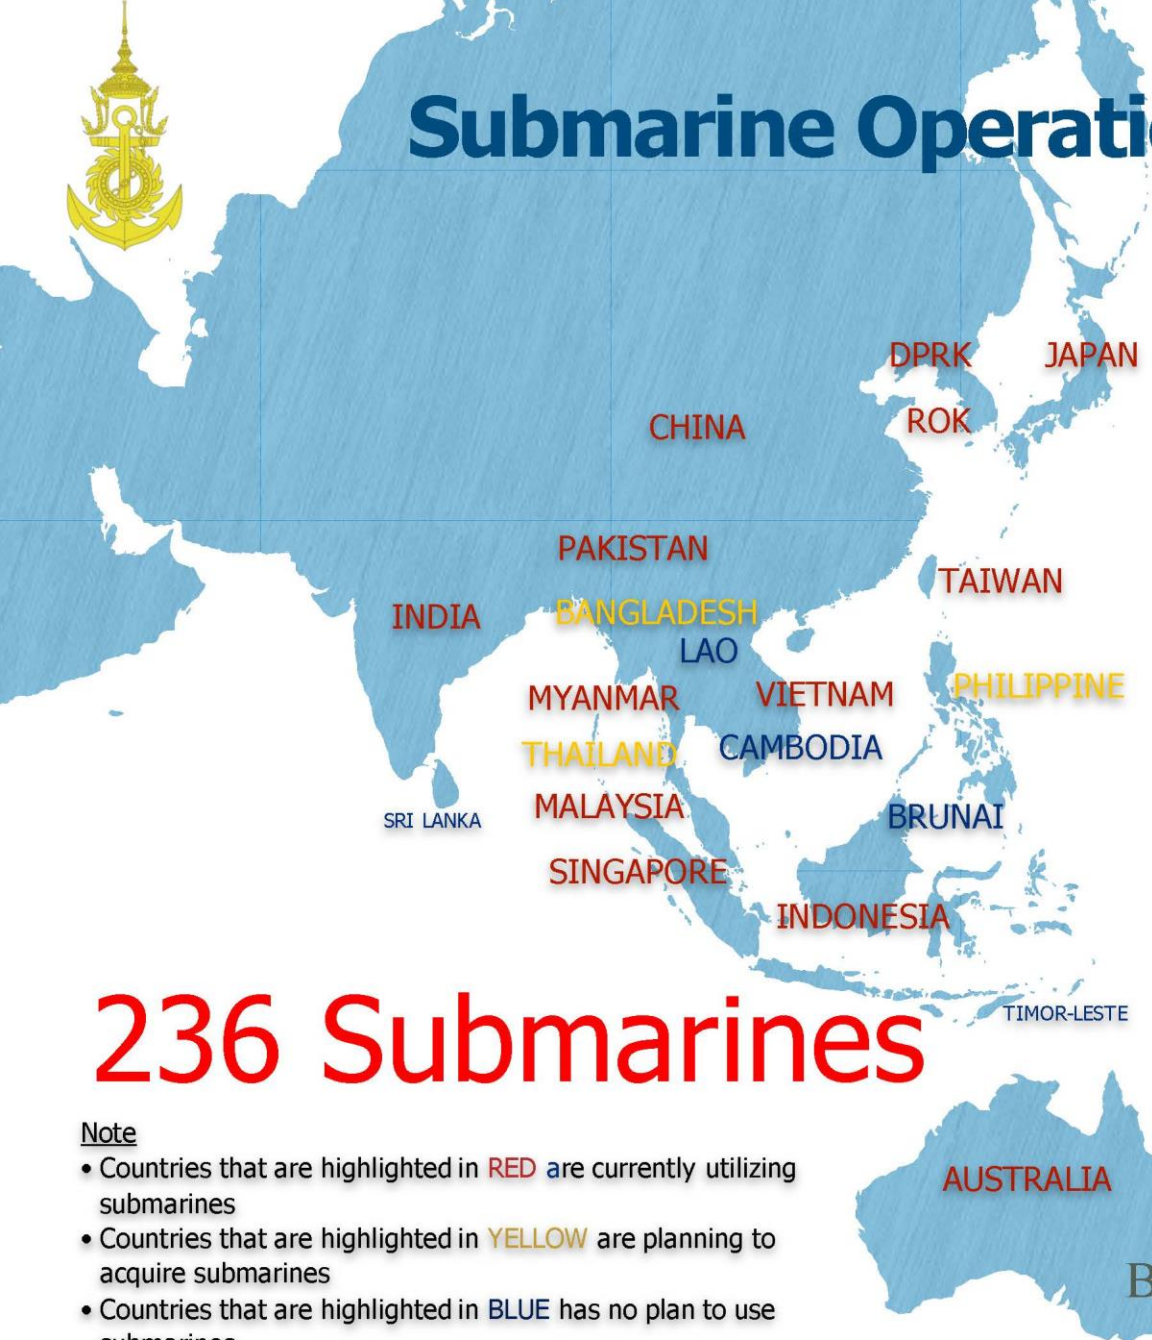 Submarine Operati
DPRK
JAPAN
CHINA
ROK
PAKISTAN
TAIWAN
INDIA
BANGLADESH
LAO
MYANMAR
VIETNAM
PHILIPPINE
THAILAND
CAMBODIA
MALAYSIA
SRI LANKA
BRUNAI
SINGAPORE
INDONESIA
TIMOR-LESTE
236 Submarines
Note
• Countries that are highlighted in RED are currently utilizing
submarines
AUSTRALIA
• Countries that are highlighted in YELLOW are planning to
acquire submarines
B
• Countries that are highlighted in BLUE has no plan to use
submarines